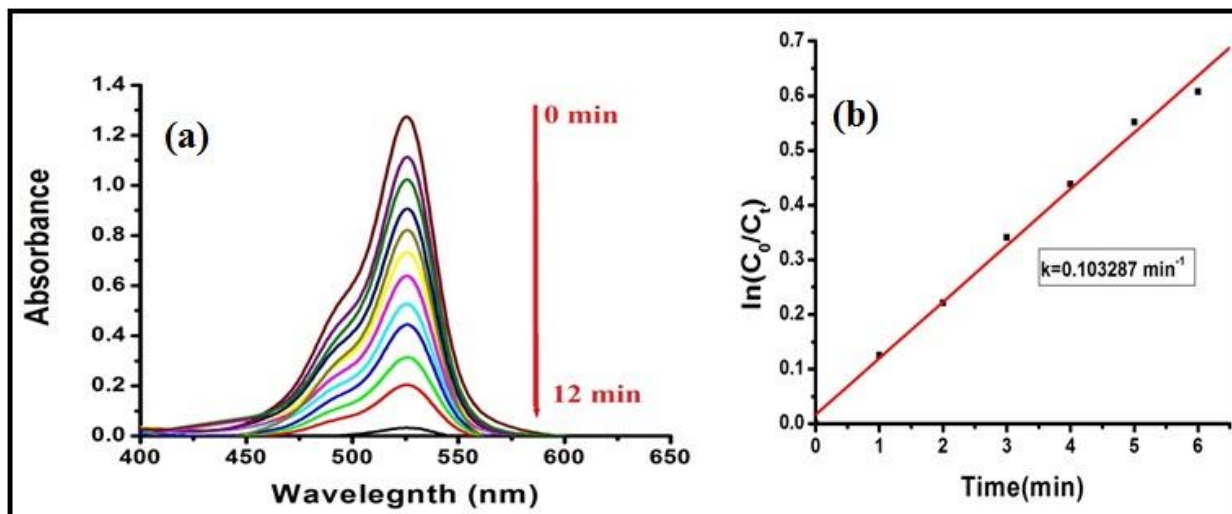 (a)
Absorbance
1.4
1.2
1.0
0.8
0.6
0.4
0.2
0.0
400 450 500 550 600 650
Wavelegnth (nm)
0 min
12 min
(b)
ln(C₀/Cₜ)
0.7
0.6
0.5
0.4
0.3
0.2
0.1
0.0
0 1 2 3 4 5 6
Time(min)
k=0.103287 min⁻¹